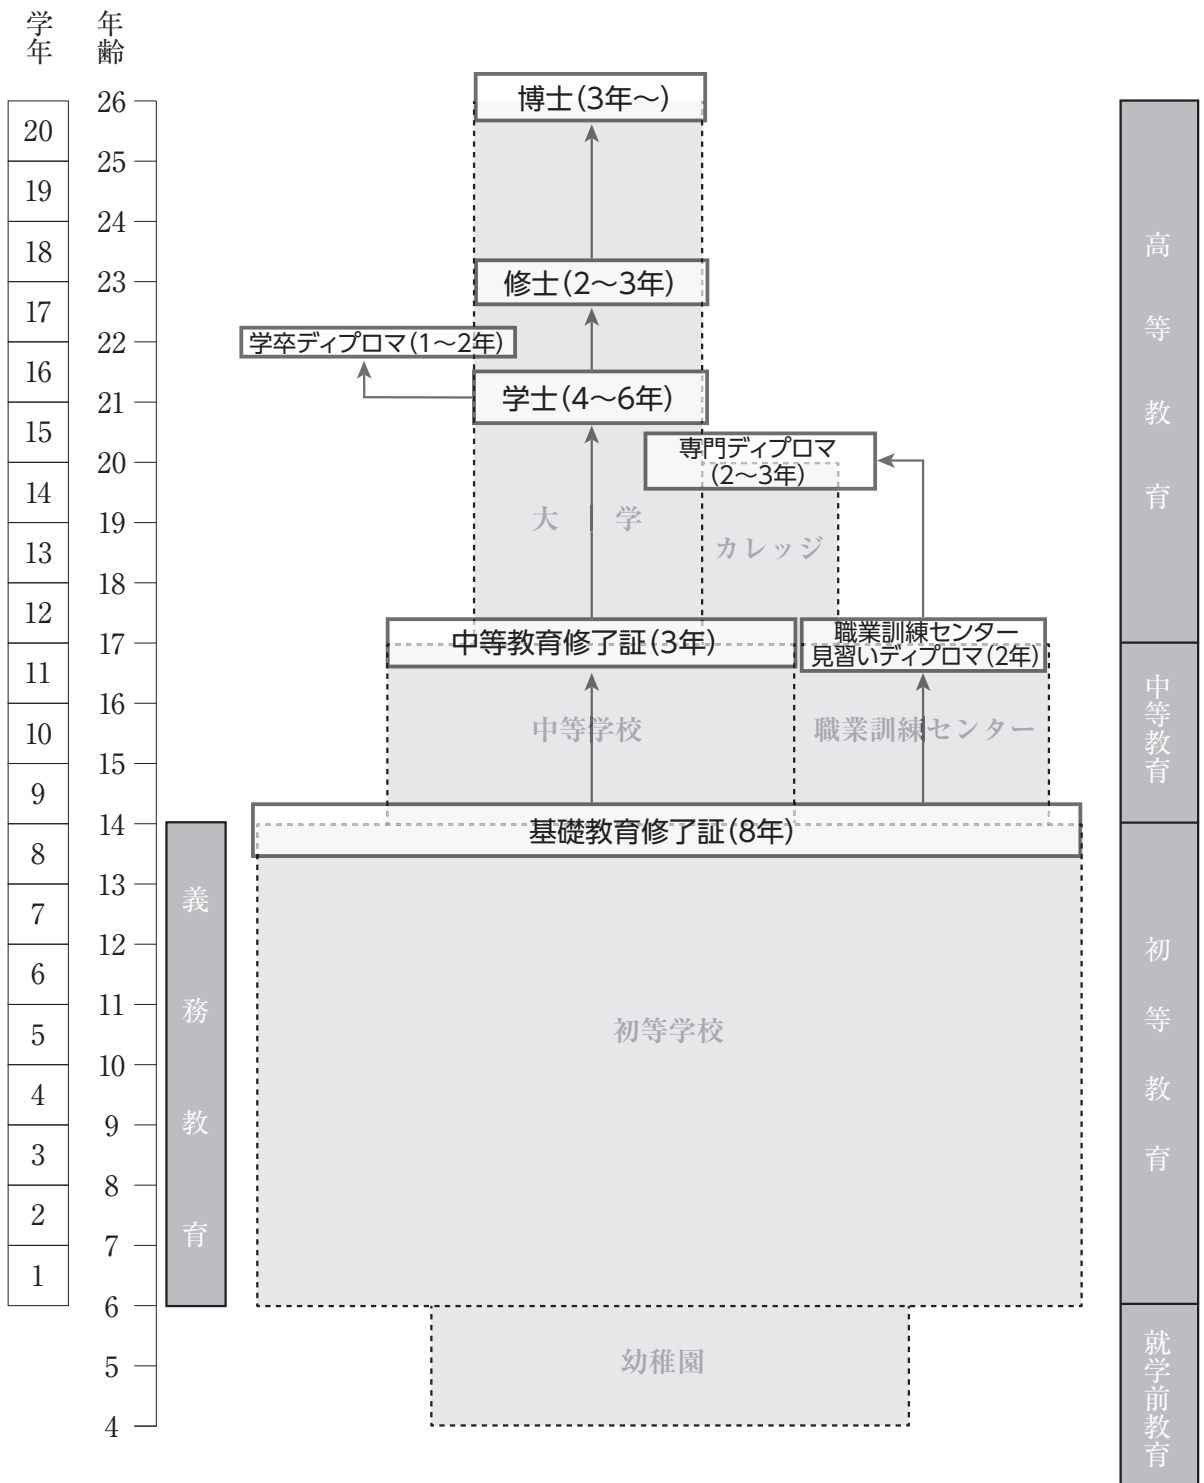 学年
年齢
26
20
25
19
24
18
23
17
22
16
21
15
20
14
19
13
18
12
17
11
16
10
15
9
14
8
13
7
12
6
11
5
10
4
9
3
8
2
7
1
6
5
4
義務教育
博士(3年〜)
修士(2〜3年)
学卒ディプロマ(1〜2年)
学士(4〜6年)
専門ディプロマ
(2〜3年)
大学
カレッジ
中等教育修了証(3年)
職業訓練センター
見習いディプロマ(2年)
中等学校
職業訓練センター
基礎教育修了証(8年)
初等学校
幼稚園
高等教育
中等教育
初等教育
就学前教育